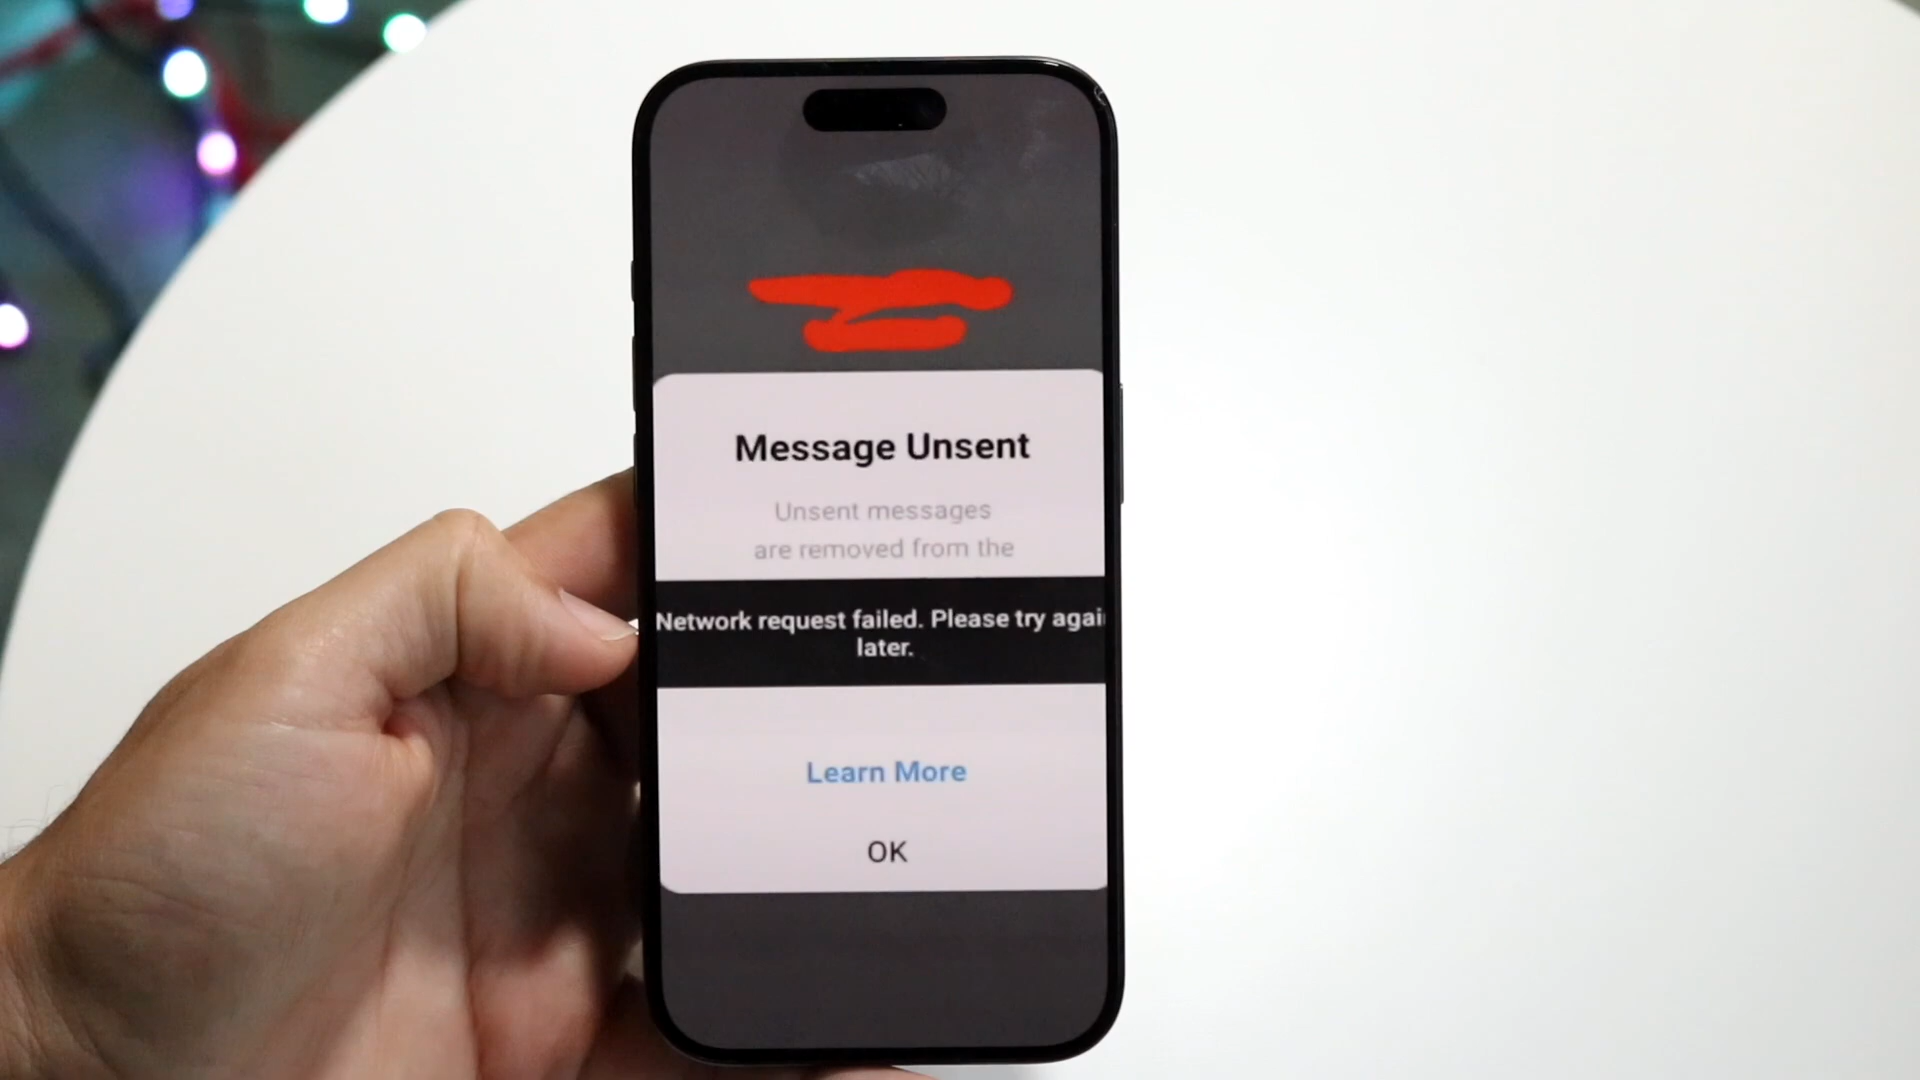 Message Unsent
Unsent messages
are removed from the
Network request failed. Please try agai
later.
Learn More
OK